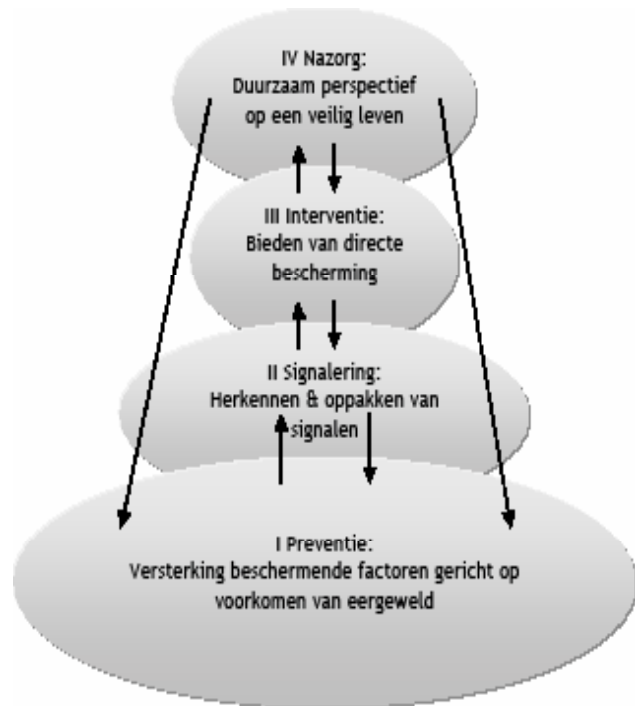 IV Nazorg:
Duurzaam perspectief
op een veilig leven
III Interventie:
Bieden van directe
bescherming
II Signalering:
Herkennen & oppakken van
signalen
I Preventie:
Versterking beschermende factoren gericht op
voorkomen van eergeweld